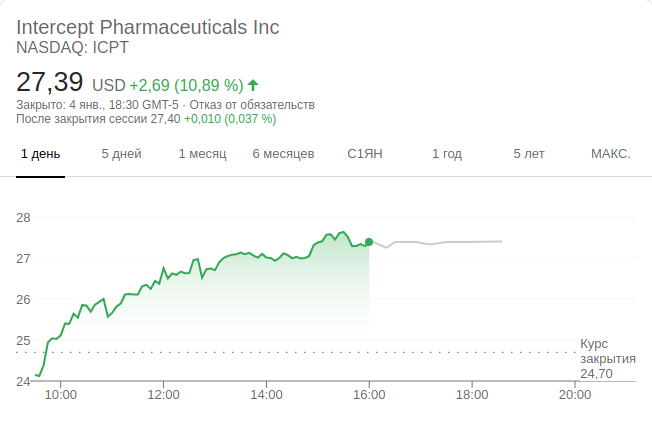 Intercept Pharmaceuticals Inc
NASDAQ: ICPT
27,39 USD +2,69 (10,89 %)
Закрыто: 4 янв., 18:30 GMT-5 · Отказ от обязательств
После закрытия сессии 27,40 +0,010 (0,037 %)
1 день 5 дней 1 месяц 6 месяцев С1ЯН 1 год 5 лет МАКС.
28
27
26
25
24
Курс
закрытия
24,70
10:00 12:00 14:00 16:00 18:00 20:00